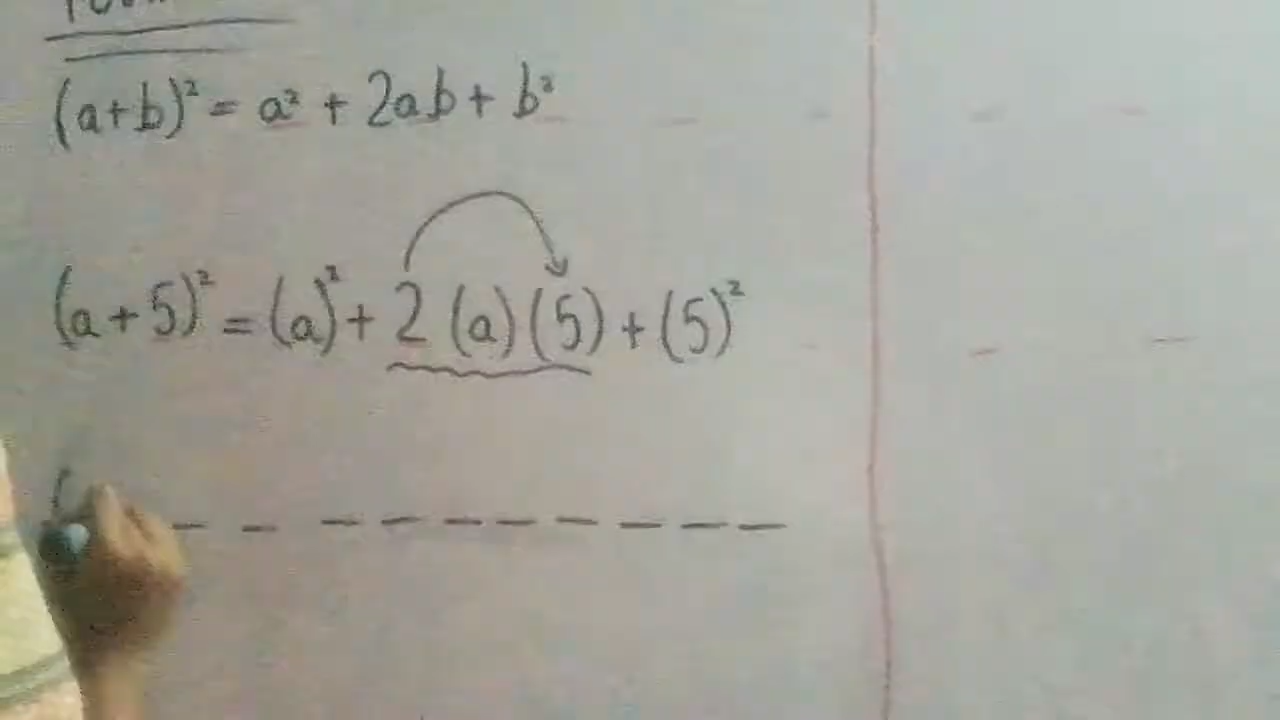 (a+b)² = a² + 2ab + b²
(a+5)² = (a)² + 2(a)(5) + (5)²
(